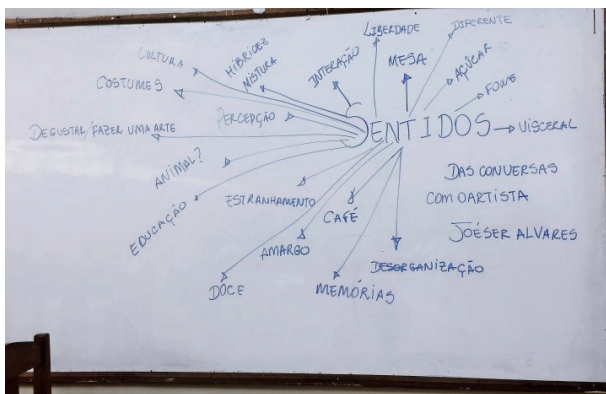 LIBERDADE
DIFERENTE
CULTURA
HIBRIDEZ
MISTURA
INTERAÇÃO
MESA
AÇÚCAR
COSTUMES
FOME
PERCEPÇÃO
DEGUSTAR/FAZER UMA ARTE
SENTIDOS
VISCERAL
ANIMAL?
DAS CONVERSAS
ESTRANHAMENTO
COM O ARTISTA
CAFÉ
EDUCAÇÃO
JOÉSER ALVARES
AMARGO
DESORGANIZAÇÃO
DOCE
MEMÓRIAS